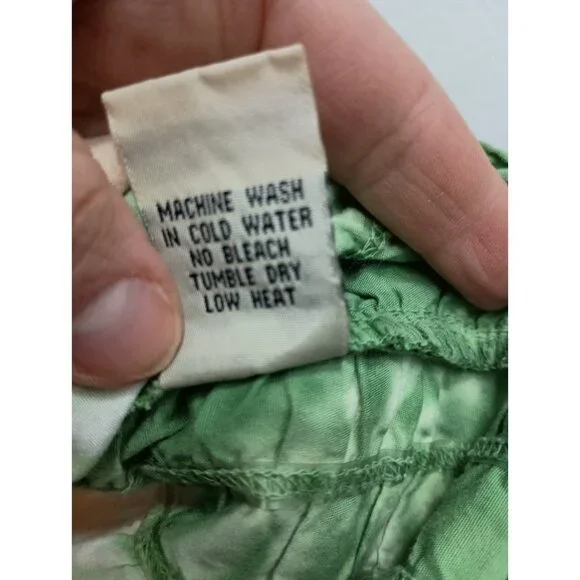 MACHINE WASH
IN COLD WATER
NO BLEACH
TUMBLE DRY
LOW HEAT